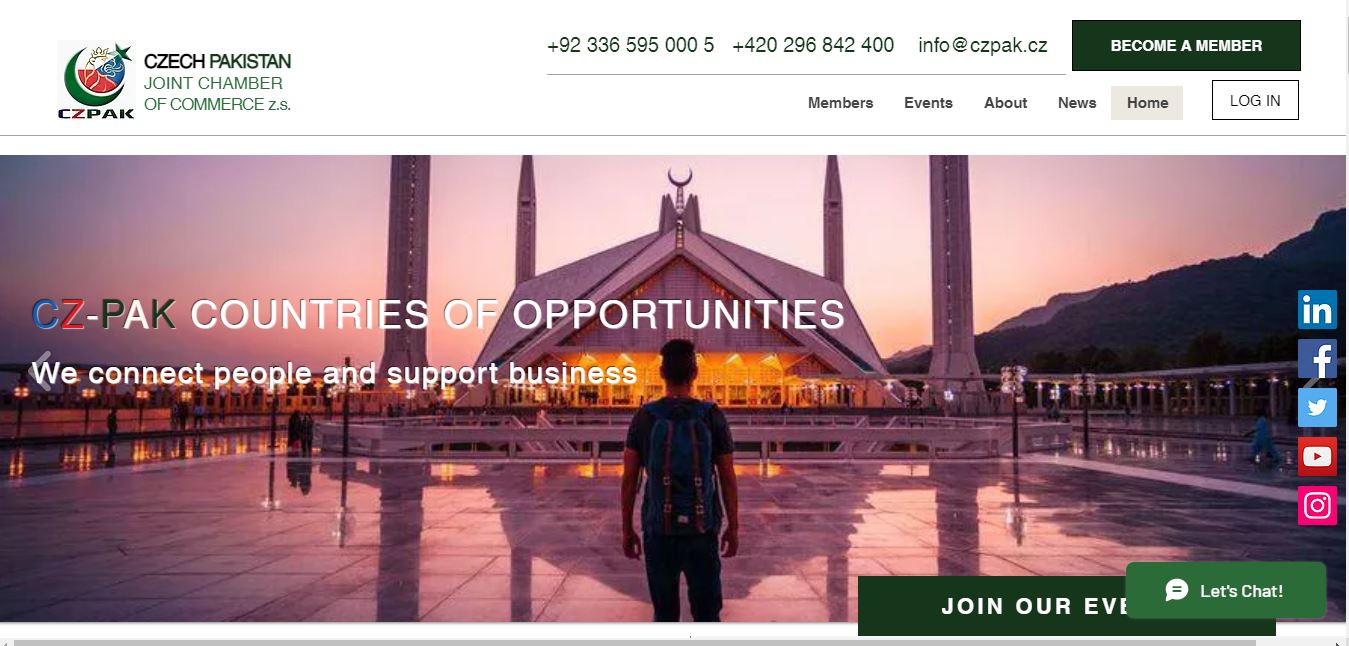 CZPAK
CZECH PAKISTAN
JOINT CHAMBER
OF COMMERCE z.s.
+92 336 595 000 5 +420 296 842 400 info@czpak.cz
BECOME A MEMBER
Members Events About News Home
LOG IN
CZ-PAK COUNTRIES OF OPPORTUNITIES
We connect people and support business
in
f
JOIN OUR EVE
Let's Chat!